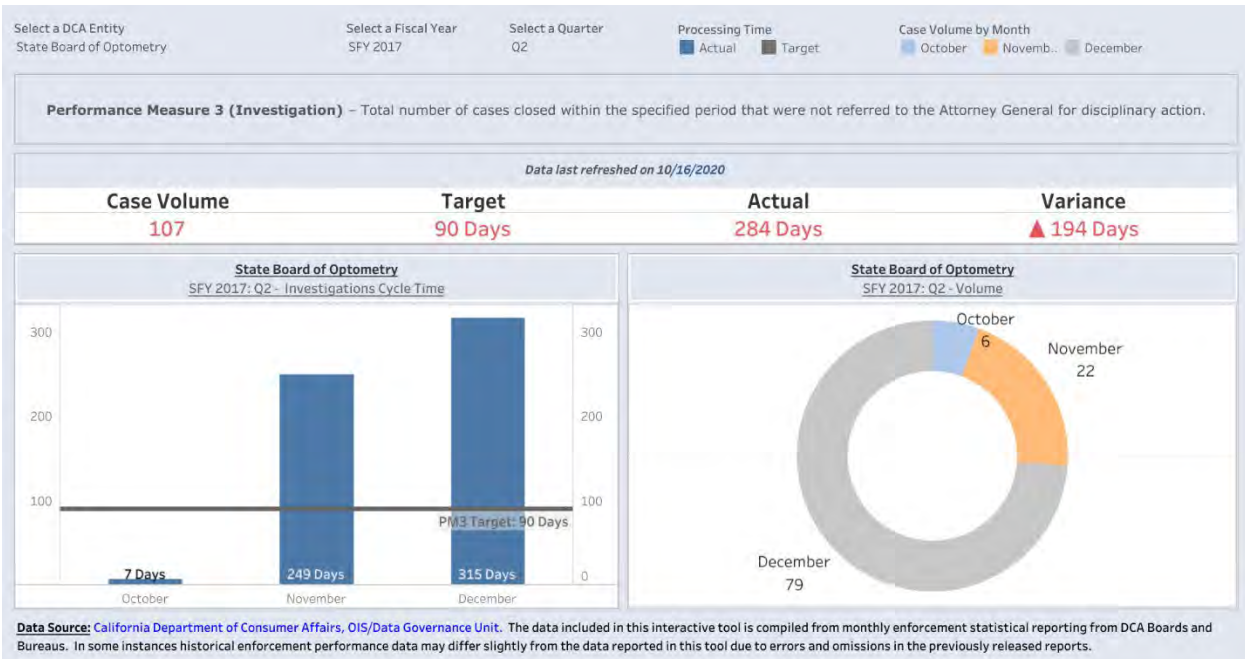 Select a DCA Entity
State Board of Optometry
Select a Fiscal Year
SFY 2017
Select a Quarter
Q2
Processing Time
Actual
Target
Case Volume by Month
October
Novemb..
December
Performance Measure 3 (Investigation) – Total number of cases closed within the specified period that were not referred to the Attorney General for disciplinary action.
Data last refreshed on 10/16/2020
Case Volume
107
Target
90 Days
Actual
284 Days
Variance
▲ 194 Days
State Board of Optometry
SFY 2017: Q2 - Investigations Cycle Time
300
300
200
200
100
100
PM3 Target: 90 Days
7 Days
249 Days
315 Days
0
October
November
December
State Board of Optometry
SFY 2017: Q2 - Volume
October
6
November
22
December
79
Data Source: California Department of Consumer Affairs, OIS/Data Governance Unit. The data included in this interactive tool is compiled from monthly enforcement statistical reporting from DCA Boards and
Bureaus. In some instances historical enforcement performance data may differ slightly from the data reported in this tool due to errors and omissions in the previously released reports.